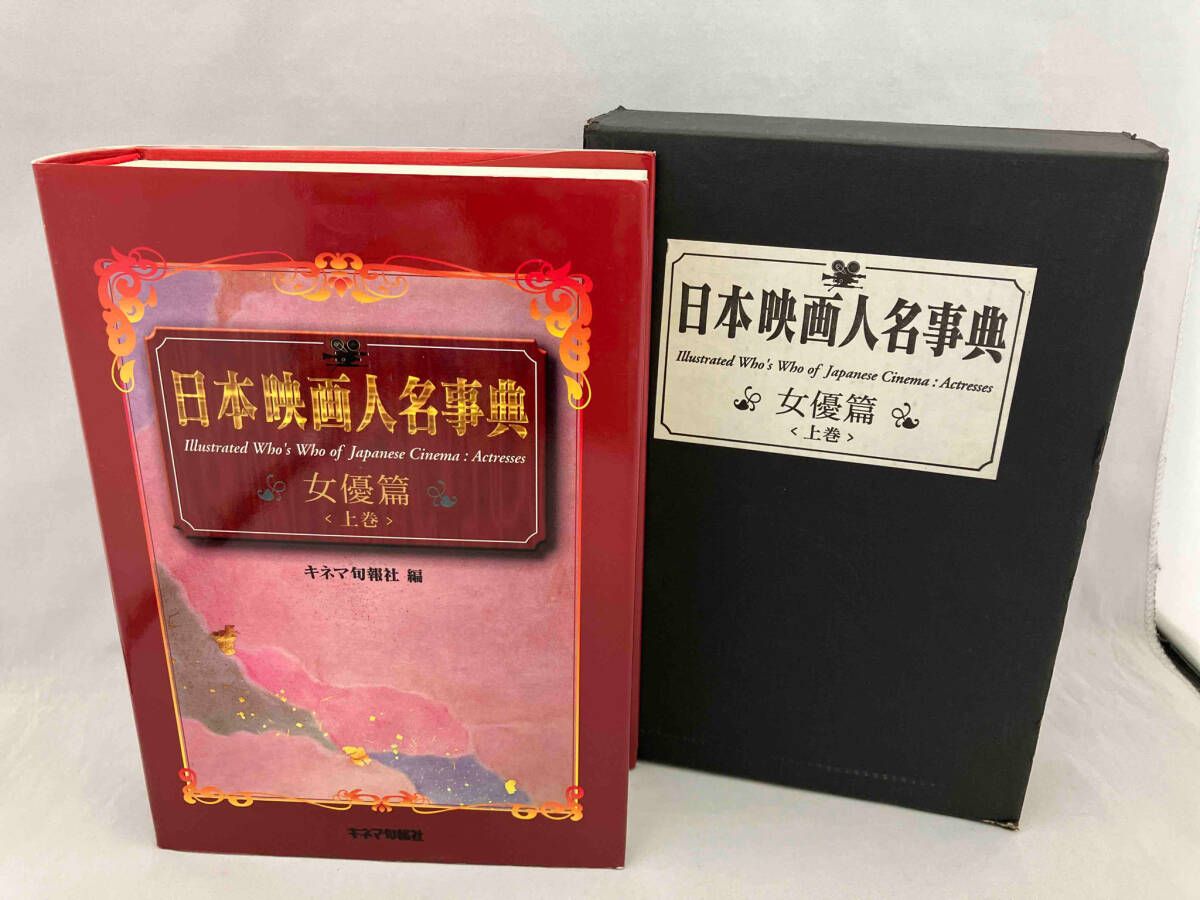 日本映画人名事典
Illustrated Who's Who of Japanese Cinema : Actresses
女優篇
<上巻>
キネマ旬報社 編
キネマ旬報社
日本映画人名事典
Illustrated Who's Who of Japanese Cinema : Actresses
女優篇
<上巻>